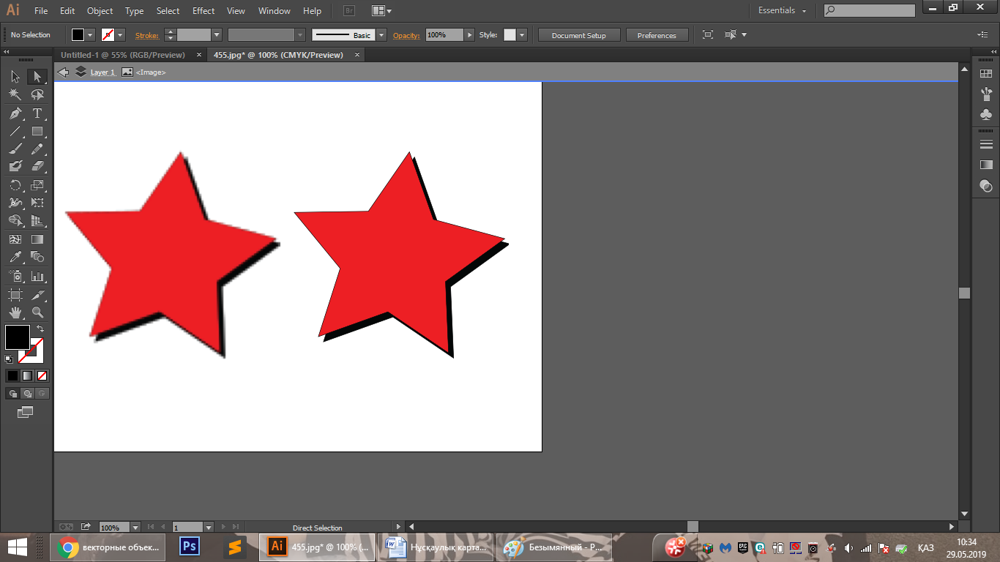 Ai File Edit Object Type Select Effect View Window Help Br Essentials
No Selection Stroke: Basic Opacity: 100% Style: Document Setup Preferences
Untitled-1 @ 55% (RGB/Preview) × 455.jpg* @ 100% (CMYK/Preview) ×
Layer 1 <Image>
T
100% 1 Direct Selection
векторные объек... Ps S Ai 455.jpg* @ 100% (... W Нұсқаулық карта... Безымянный - P... ҚАЗ
10:34
29.05.2019